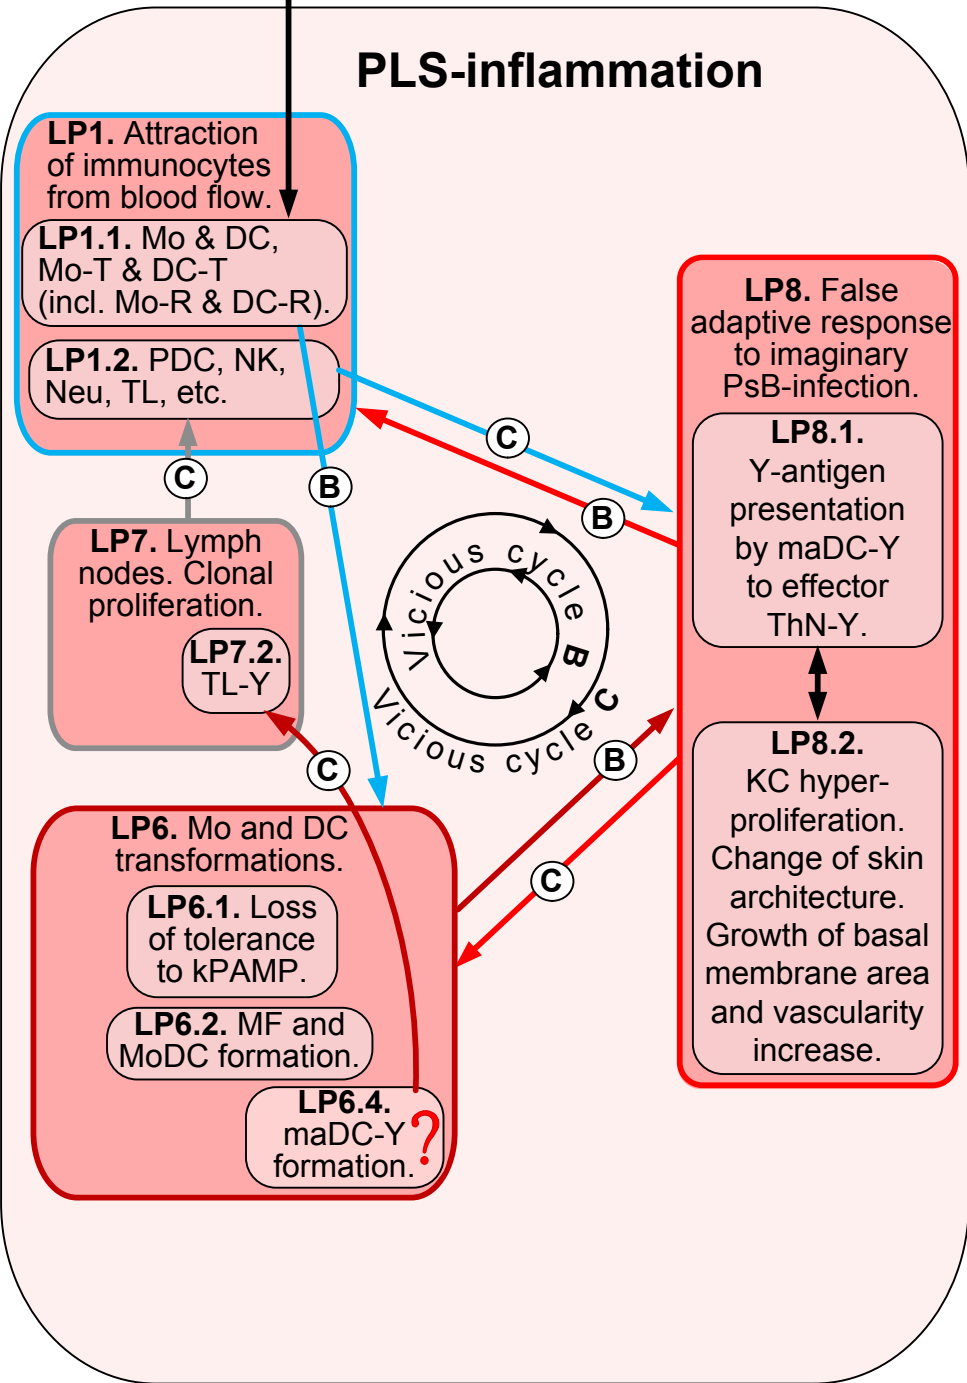 PLS-inflammation
LP1. Attraction
of immunocytes
from blood flow.
LP1.1. Mo & DC,
Mo-T & DC-T
(incl. Mo-R & DC-R).
LP1.2. PDC, NK,
Neu, TL, etc.
C
B
C
B
LP7. Lymph
nodes. Clonal
proliferation.
LP7.2.
TL-Y
Vicious cycle B
Vicious cycle C
C
B
C
LP6. Mo and DC
transformations.
LP6.1. Loss
of tolerance
to kPAMP.
LP6.2. MF and
MoDC formation.
LP6.4.
maDC-Y
formation.
?
LP8. False
adaptive response
to imaginary
PsB-infection.
LP8.1.
Y-antigen
presentation
by maDC-Y
to effector
ThN-Y.
LP8.2.
KC hyper-
proliferation.
Change of skin
architecture.
Growth of basal
membrane area
and vascularity
increase.